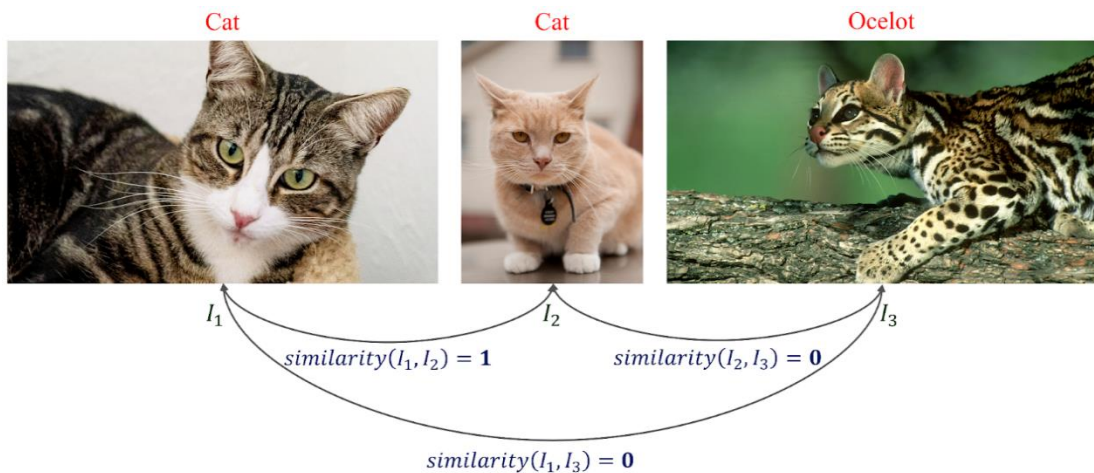 Cat
Cat
Ocelot
I₁
I₂
I₃
similarity(I₁, I₂) = 1
similarity(I₂, I₃) = 0
similarity(I₁, I₃) = 0